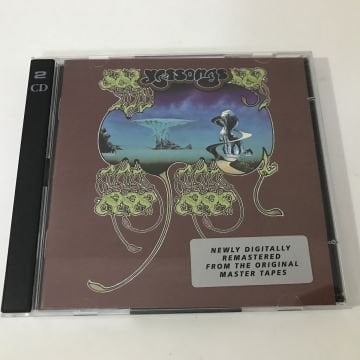 2
CD
Yessongs
NEWLY DIGITALLY
REMASTERED
FROM THE ORIGINAL
MASTER TAPES